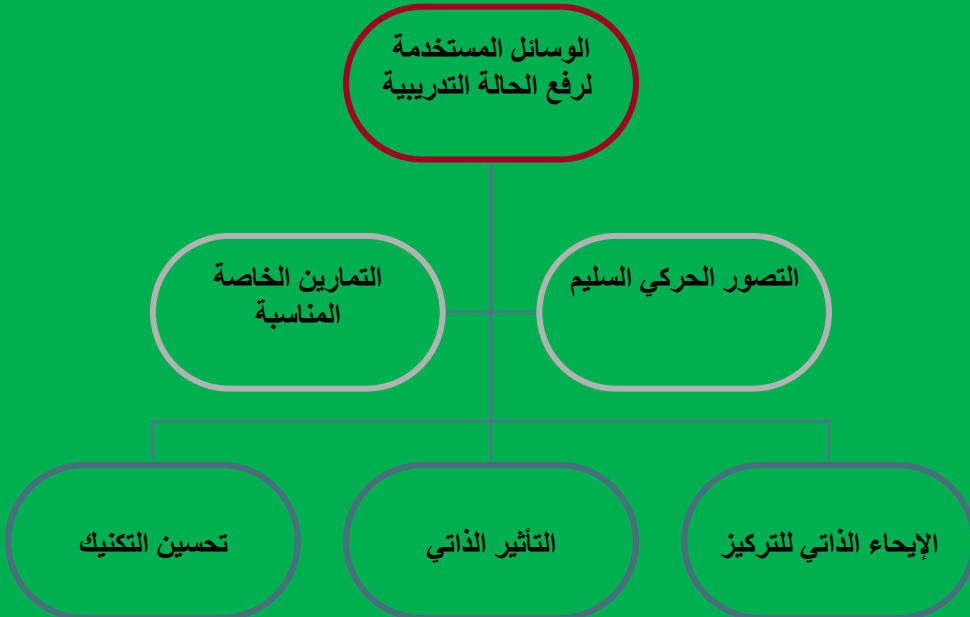 الوسائل المستخدمة
لرفع الحالة التدريبية
التصور الحركي السليم
التمارين الخاصة
المناسبة
الإيحاء الذاتي للتركيز
التأثير الذاتي
تحسين التكنيك